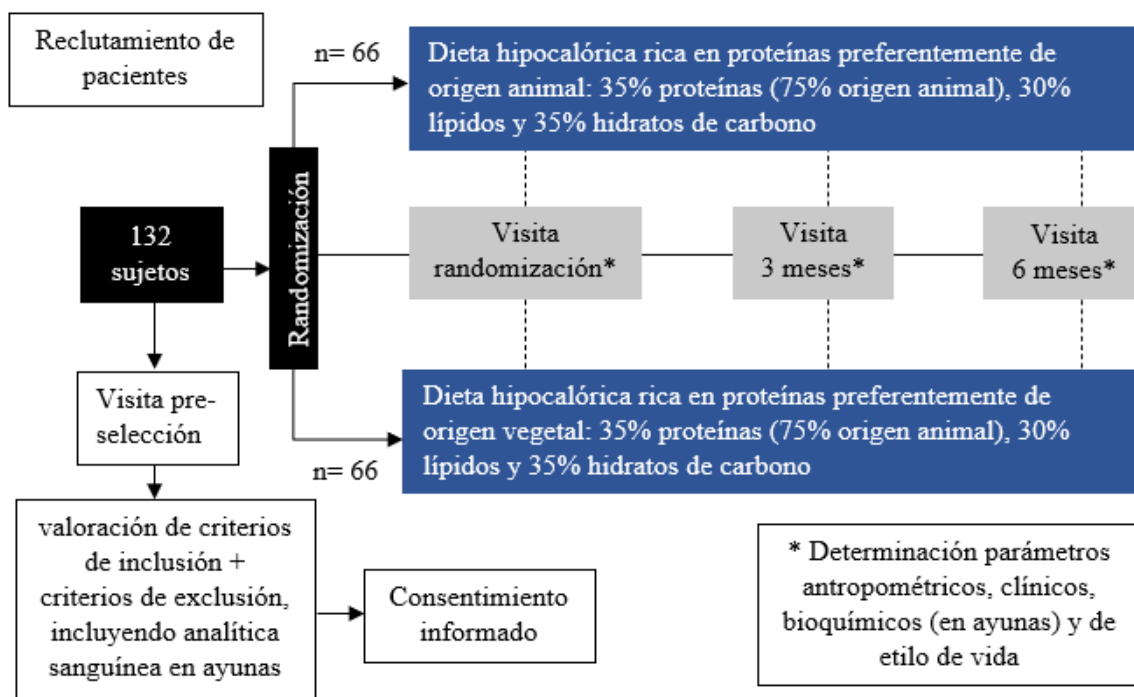 Reclutamiento de
pacientes
n= 66
Dieta hipocalórica rica en proteínas preferentemente de
origen animal: 35% proteínas (75% origen animal), 30%
lípidos y 35% hidratos de carbono
132
sujetos
Randomización
Visita
randomización*
Visita
3 meses*
Visita
6 meses*
Visita pre-
selección
n= 66
Dieta hipocalórica rica en proteínas preferentemente de
origen vegetal: 35% proteínas (75% origen animal), 30%
lípidos y 35% hidratos de carbono
valoración de criterios
de inclusión +
criterios de exclusión,
incluyendo analítica
sanguínea en ayunas
Consentimiento
informado
* Determinación parámetros
antropométricos, clínicos,
bioquímicos (en ayunas) y de
etilo de vida